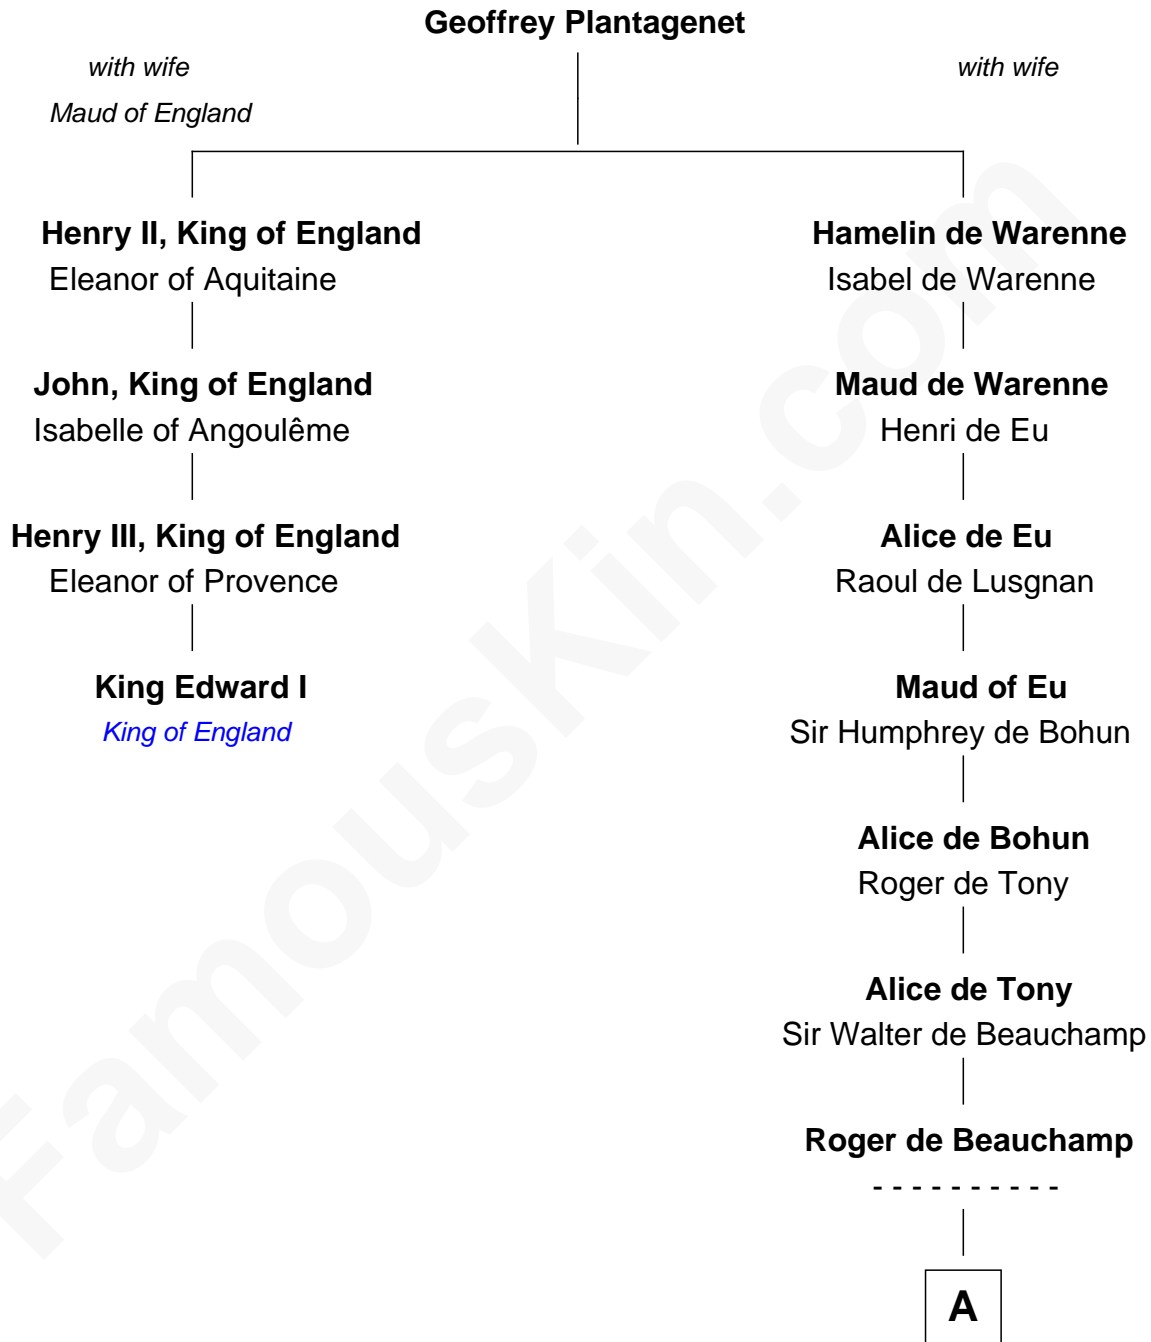 Geoffrey Plantagenet
with wife
Maud of England
with wife
Henry II, King of England
Eleanor of Aquitaine
John, King of England
Isabelle of Angoulême
Henry III, King of England
Eleanor of Provence
King Edward I
King of England
Hamelin de Warenne
Isabel de Warenne
Maud de Warenne
Henri de Eu
Alice de Eu
Raoul de Lusgnan
Maud of Eu
Sir Humphrey de Bohun
Alice de Bohun
Roger de Tony
Alice de Tony
Sir Walter de Beauchamp
Roger de Beauchamp
- - - - - - - - - -
A
FamousKin.com